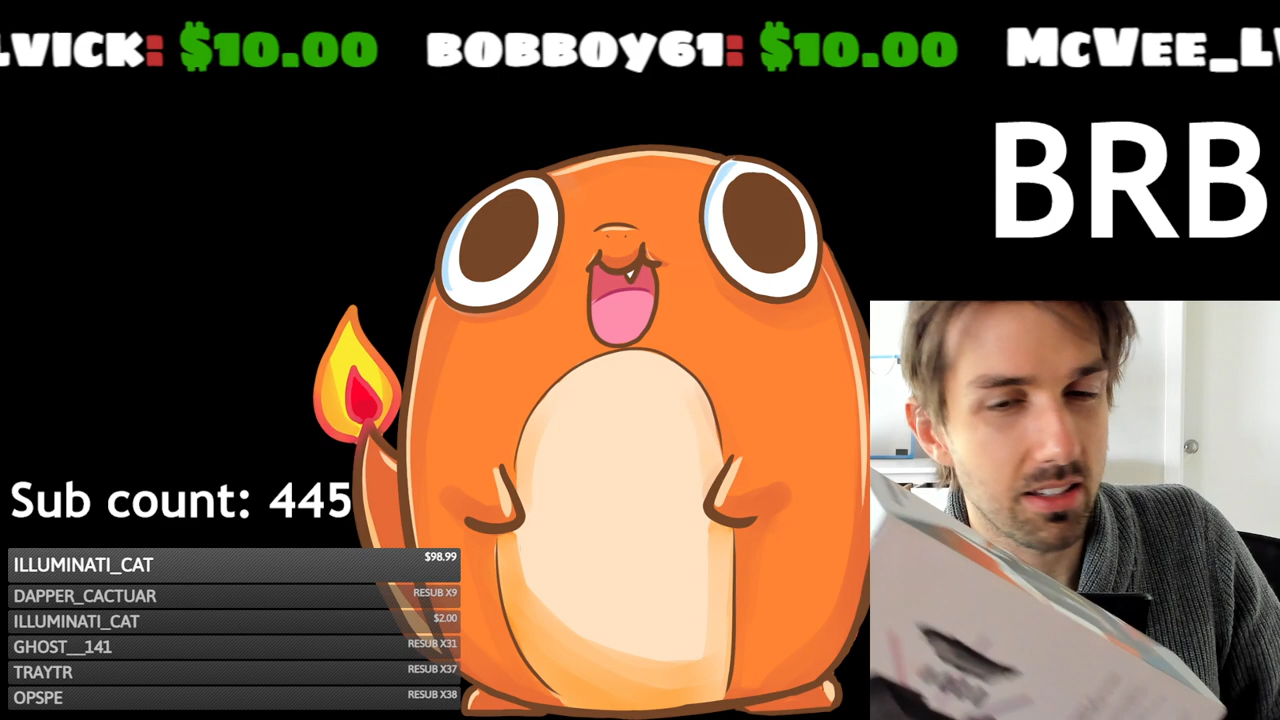 LVICK: $10.00 BOBBOY61: $10.00 McVee_LV
BRB
Sub count: 445
ILLUMINATI_CAT $98.99
DAPPER_CACTUAR RESUB X9
ILLUMINATI_CAT $2.00
GHOST__141 RESUB X31
TRAYTR RESUB X37
OPSPE RESUB X38